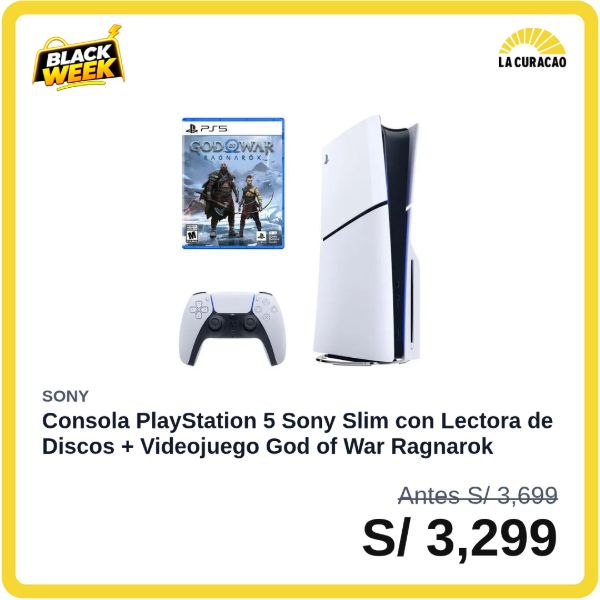 BLACK
WEEK
LA CURACAO
PS5
GOD OF WAR
RAGNARÖK
M
SONY
Consola PlayStation 5 Sony Slim con Lectora de
Discos + Videojuego God of War Ragnarok
Antes S/ 3,699
S/ 3,299